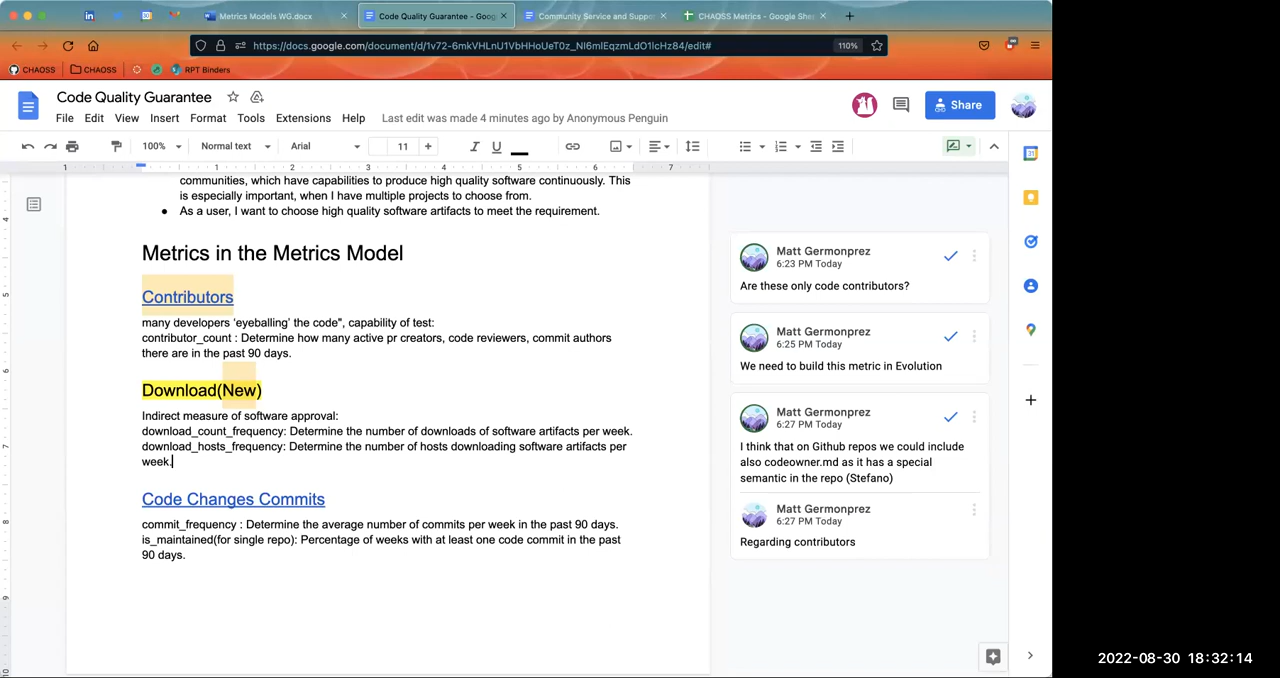 Metrics Models WG.docx
Code Quality Guarantee - Goog
Community Service and Suppor
CHAOSS Metrics - Google She
https://docs.google.com/document/d/1v72-6mkVHLnU1VbHHoUeT0z_NI6mlEqzmLdO1lcHz84/edit#
110%
CHAOSS
CHAOSS
RPT Binders
Code Quality Guarantee
File Edit View Insert Format Tools Extensions Help
Last edit was made 4 minutes ago by Anonymous Penguin
Share
100% Normal text Arial 11
1 1 2 3 4 5 6 7
communities, which have capabilities to produce high quality software continuously. This
is especially important, when I have multiple projects to choose from.
● As a user, I want to choose high quality software artifacts to meet the requirement.
Metrics in the Metrics Model
Contributors
many developers ‘eyeballing’ the code", capability of test:
contributor_count : Determine how many active pr creators, code reviewers, commit authors
there are in the past 90 days.
Download(New)
Indirect measure of software approval:
download_count_frequency: Determine the number of downloads of software artifacts per week.
download_hosts_frequency: Determine the number of hosts downloading software artifacts per
week.
Code Changes Commits
commit_frequency : Determine the average number of commits per week in the past 90 days.
is_maintained(for single repo): Percentage of weeks with at least one code commit in the past
90 days.
Matt Germonprez
6:23 PM Today
Are these only code contributors?
Matt Germonprez
6:25 PM Today
We need to build this metric in Evolution
Matt Germonprez
6:27 PM Today
I think that on Github repos we could include
also codeowner.md as it has a special
semantic in the repo (Stefano)
Matt Germonprez
6:27 PM Today
Regarding contributors
2022-08-30 18:32:14